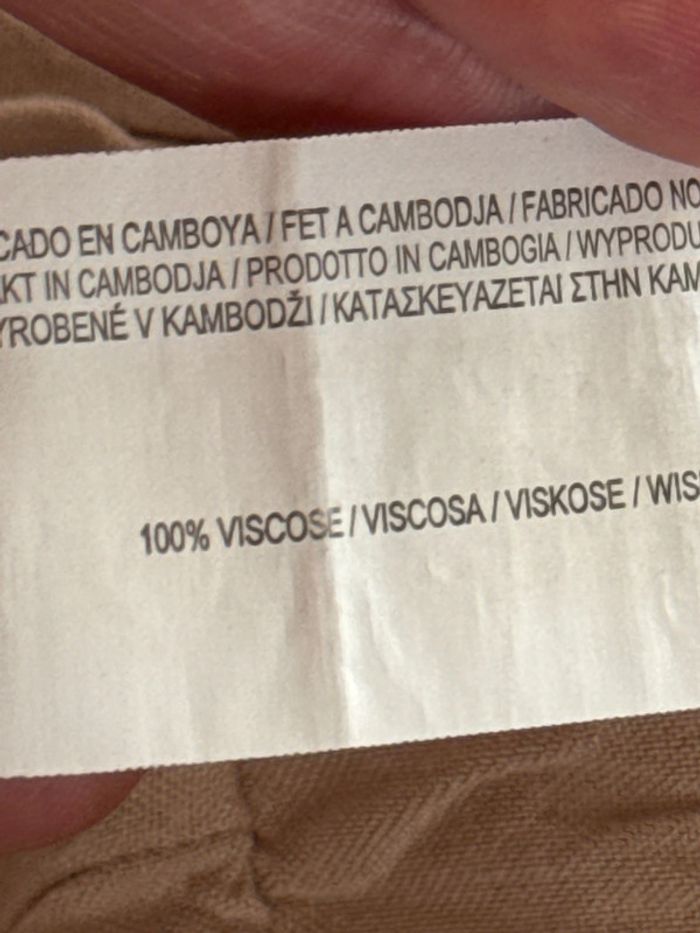 CADO EN CAMBOYA / FET A CAMBODJA / FABRICADO NO
KT IN CAMBODJA / PRODOTTO IN CAMBOGIA / WYPRODU
YROBENÉ V KAMBODŽI / ΚΑΤΑΣΚΕΥΑΖΕΤΑΙ ΣΤΗΝ ΚΑΜ
100% VISCOSE / VISCOSA / VISKOSE / WIS